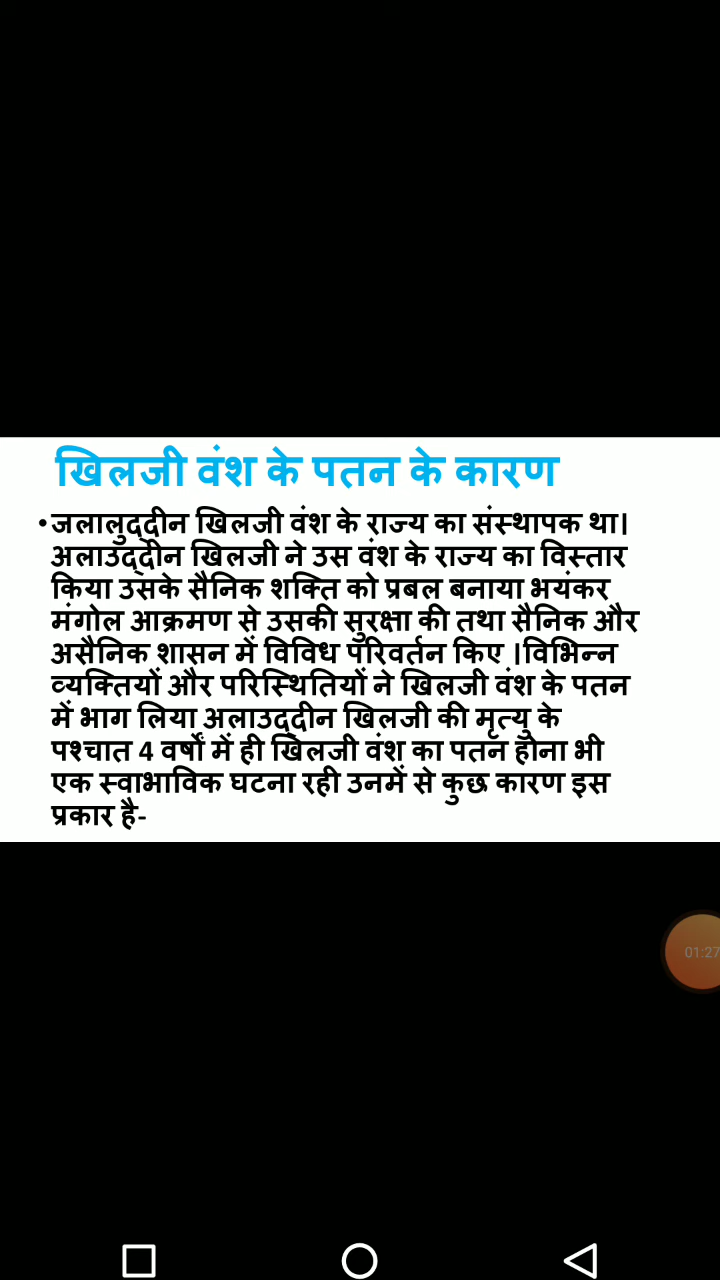 खिलजी वंश के पतन के कारण
•जलालुद्दीन खिलजी वंश के राज्य का संस्थापक था।
अलाउद्दीन खिलजी ने उस वंश के राज्य का विस्तार
किया उसके सैनिक शक्ति को प्रबल बनाया भयंकर
मंगोल आक्रमण से उसकी सुरक्षा की तथा सैनिक और
असैनिक शासन में विविध परिवर्तन किए ।विभिन्न
व्यक्तियों और परिस्थितियों ने खिलजी वंश के पतन
में भाग लिया अलाउद्दीन खिलजी की मृत्यु के
पश्चात 4 वर्षों में ही खिलजी वंश का पतन होना भी
एक स्वाभाविक घटना रही उनमें से कुछ कारण इस
प्रकार है-
01:27